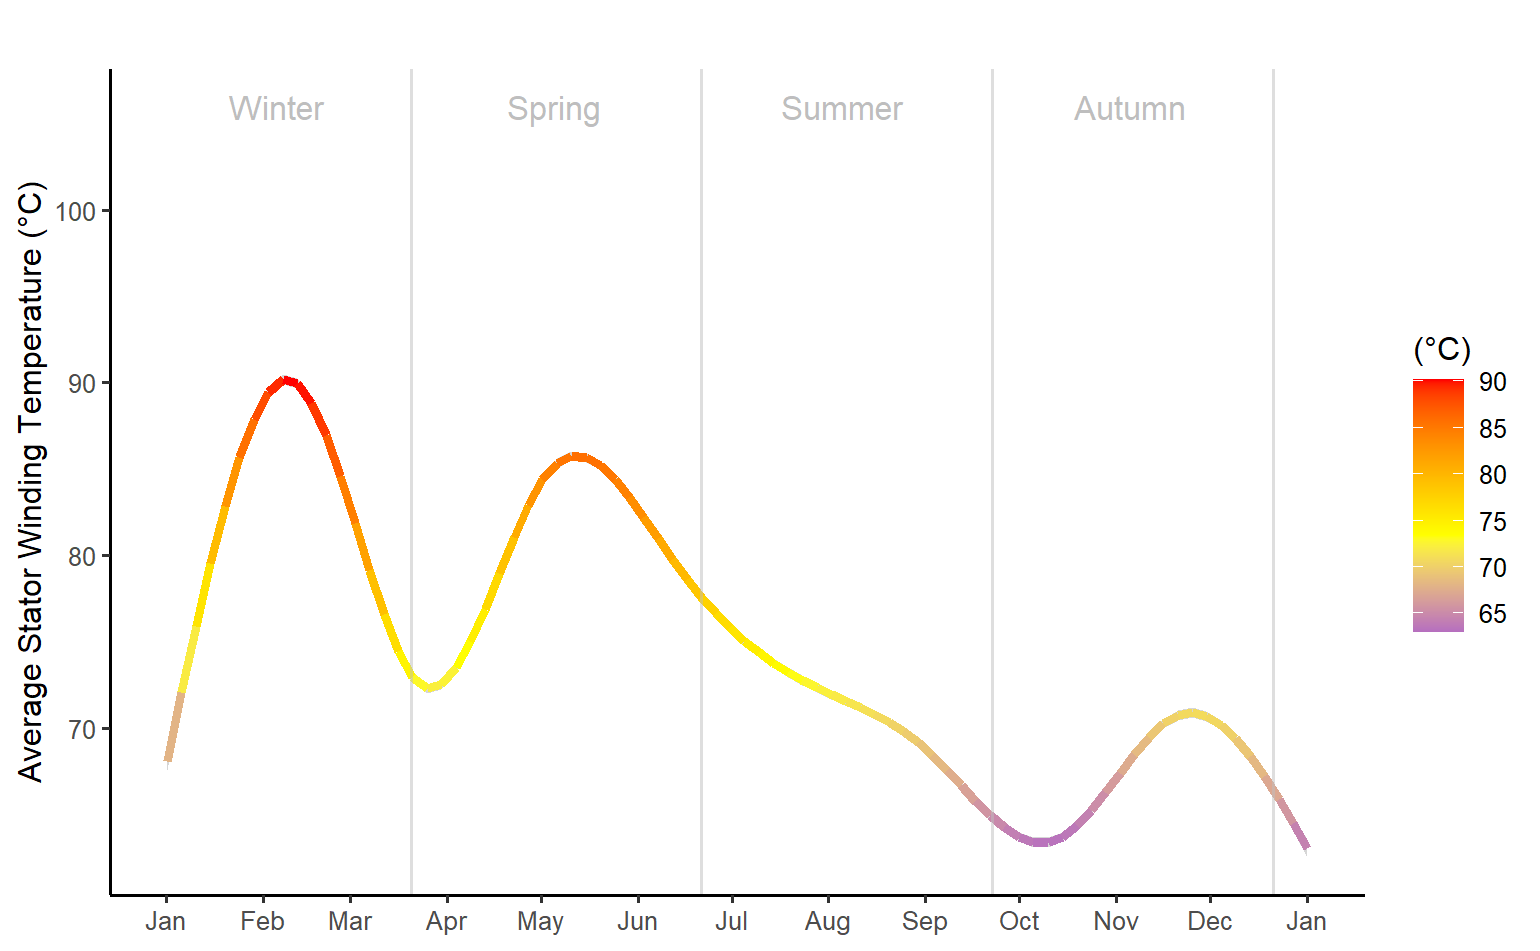 Winter
Spring
Summer
Autumn
Average Stator Winding Temperature (°C)
100
90
80
70
Jan
Feb
Mar
Apr
May
Jun
Jul
Aug
Sep
Oct
Nov
Dec
Jan
(°C)
90
85
80
75
70
65